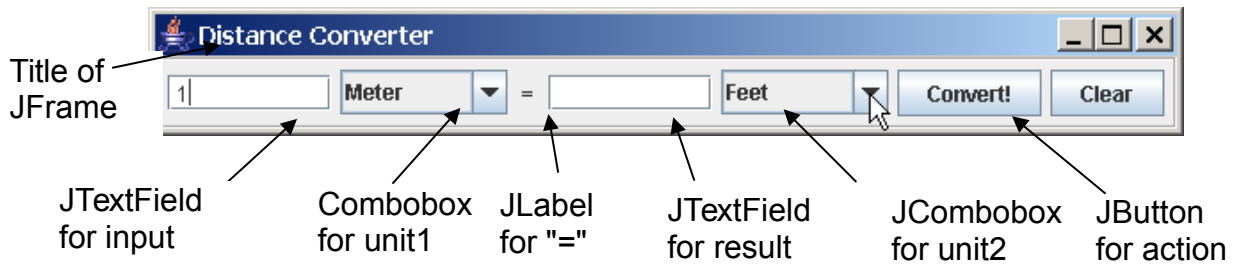 Distance Converter
Title of
JFrame
1 Meter = Feet Convert! Clear
JTextField
for input
Combobox
for unit1
JLabel
for "="
JTextField
for result
JCombobox
for unit2
JButton
for action